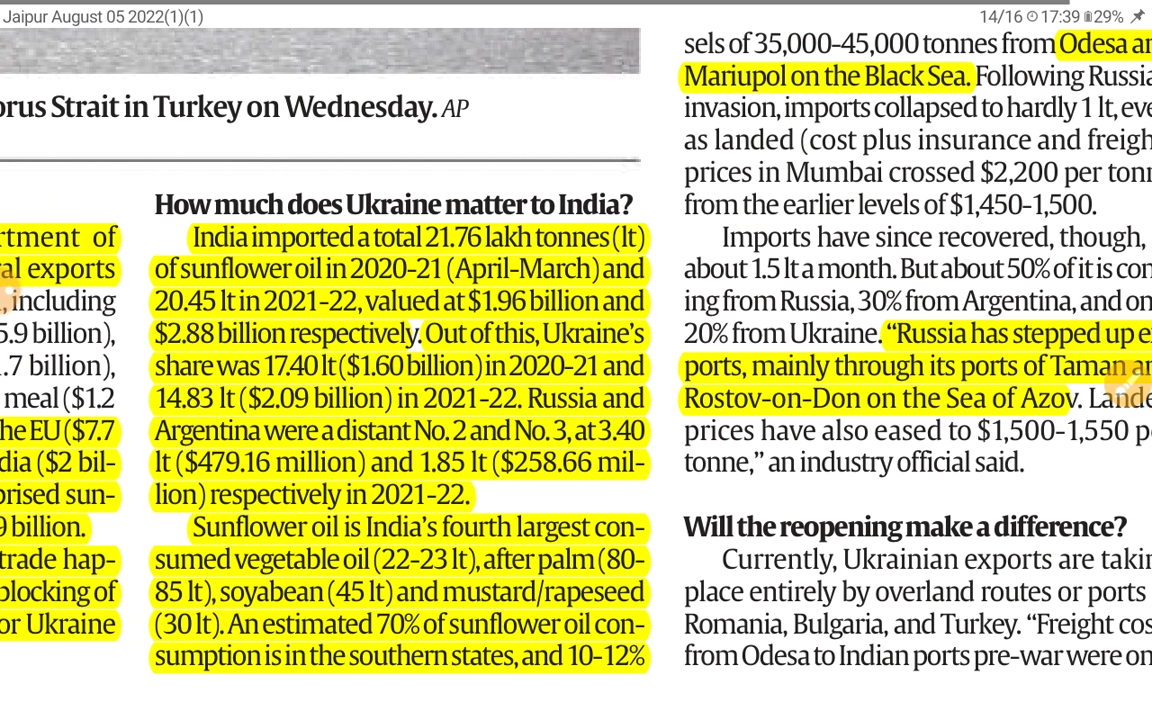 Jaipur August 05 2022(1)(1)
14/16 17:39 29%
orus Strait in Turkey on Wednesday. AP
rtment of
al exports
, including
5.9 billion),
.7 billion),
meal ($1.2
he EU ($7.7
dia ($2 bil-
prised sun-
9 billion.
trade hap-
blocking of
or Ukraine
How much does Ukraine matter to India?
India imported a total 21.76 lakh tonnes (lt)
of sunflower oil in 2020-21 (April-March) and
20.45 lt in 2021-22, valued at $1.96 billion and
$2.88 billion respectively. Out of this, Ukraine's
share was 17.40 lt ($1.60 billion) in 2020-21 and
14.83 lt ($2.09 billion) in 2021-22. Russia and
Argentina were a distant No. 2 and No. 3, at 3.40
lt ($479.16 million) and 1.85 lt ($258.66 mil-
lion) respectively in 2021-22.
Sunflower oil is India's fourth largest con-
sumed vegetable oil (22-23 lt), after palm (80-
85 lt), soyabean (45 lt) and mustard/rapeseed
(30 lt). An estimated 70% of sunflower oil con-
sumption is in the southern states, and 10-12%
sels of 35,000-45,000 tonnes from Odesa an
Mariupol on the Black Sea. Following Russia
invasion, imports collapsed to hardly 1 lt, eve
as landed (cost plus insurance and freigh
prices in Mumbai crossed $2,200 per tonn
from the earlier levels of $1,450-1,500.
Imports have since recovered, though,
about 1.5 lt a month. But about 50% of it is com
ing from Russia, 30% from Argentina, and on
20% from Ukraine. “Russia has stepped up ex
ports, mainly through its ports of Taman an
Rostov-on-Don on the Sea of Azov. Lande
prices have also eased to $1,500-1,550 pe
tonne,” an industry official said.
Will the reopening make a difference?
Currently, Ukrainian exports are takin
place entirely by overland routes or ports
Romania, Bulgaria, and Turkey. “Freight cos
from Odesa to Indian ports pre-war were on